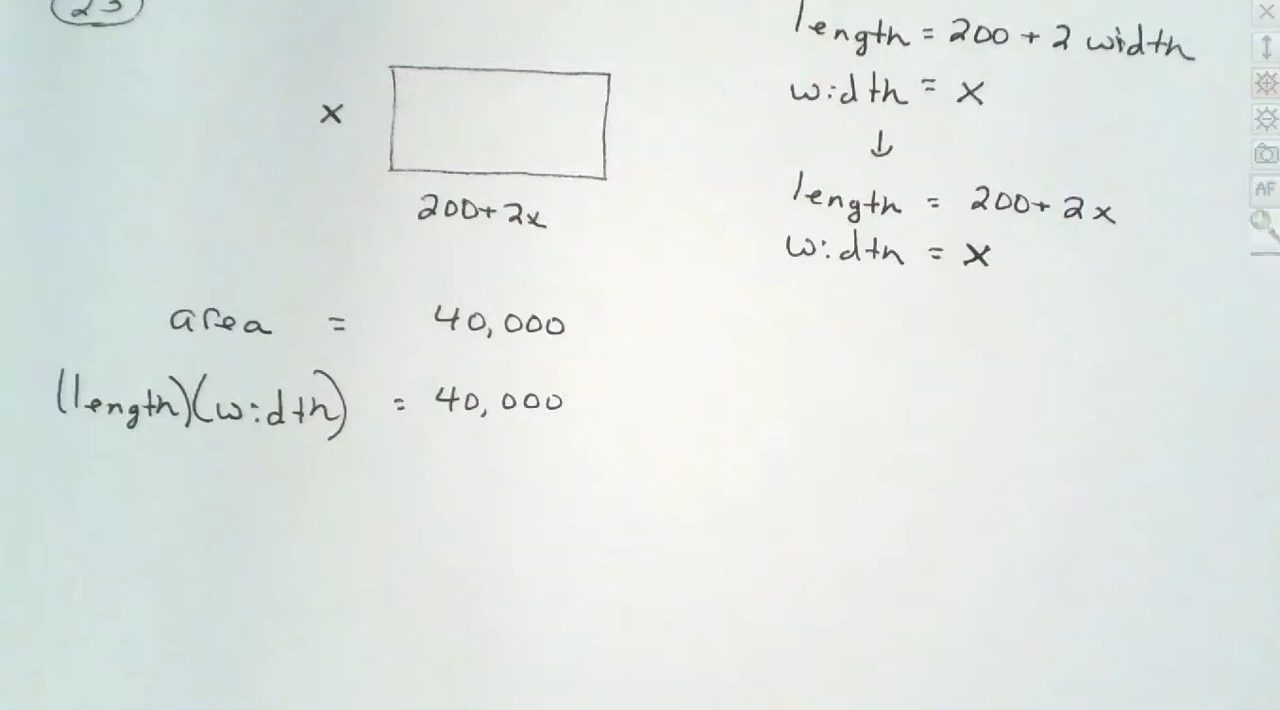 23
length = 200 + 2 width
width = x
↓
length = 200 + 2x
width = x
x
200+2x
area = 40,000
(length)(width) = 40,000
AF